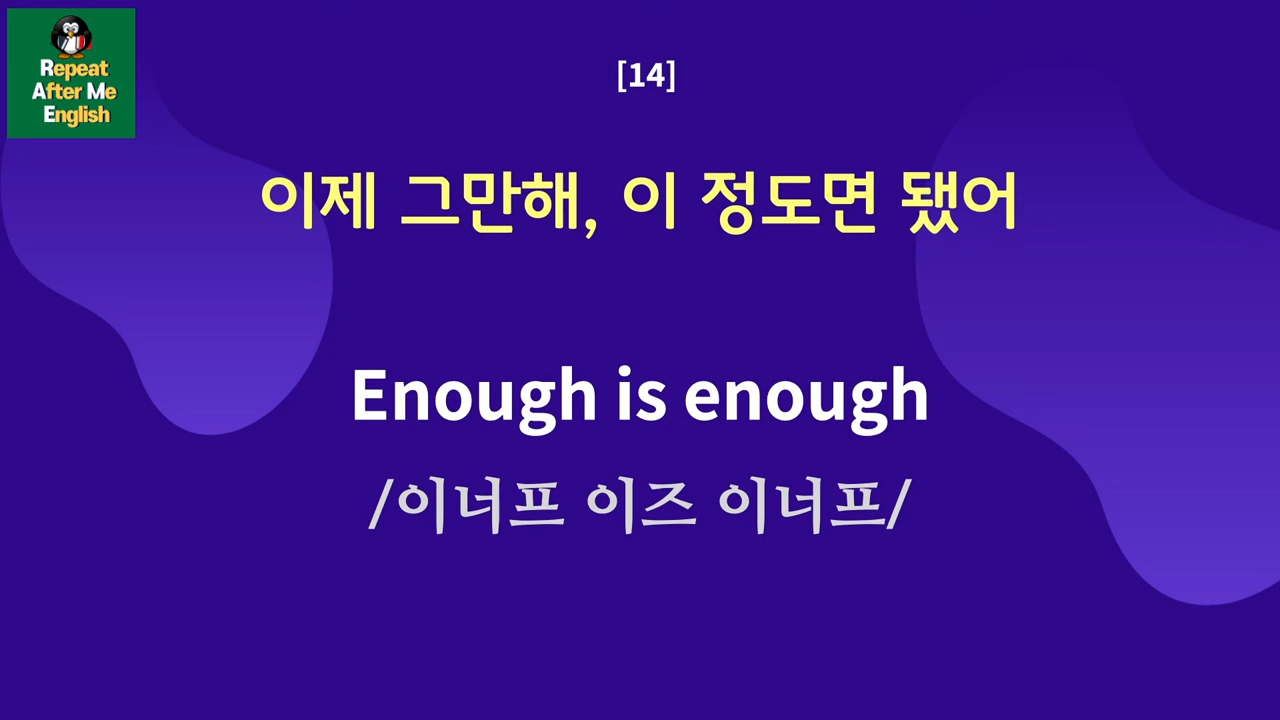 Repeat
After Me
English
[14]
이제 그만해, 이 정도면 됐어
Enough is enough
/이너프 이즈 이너프/